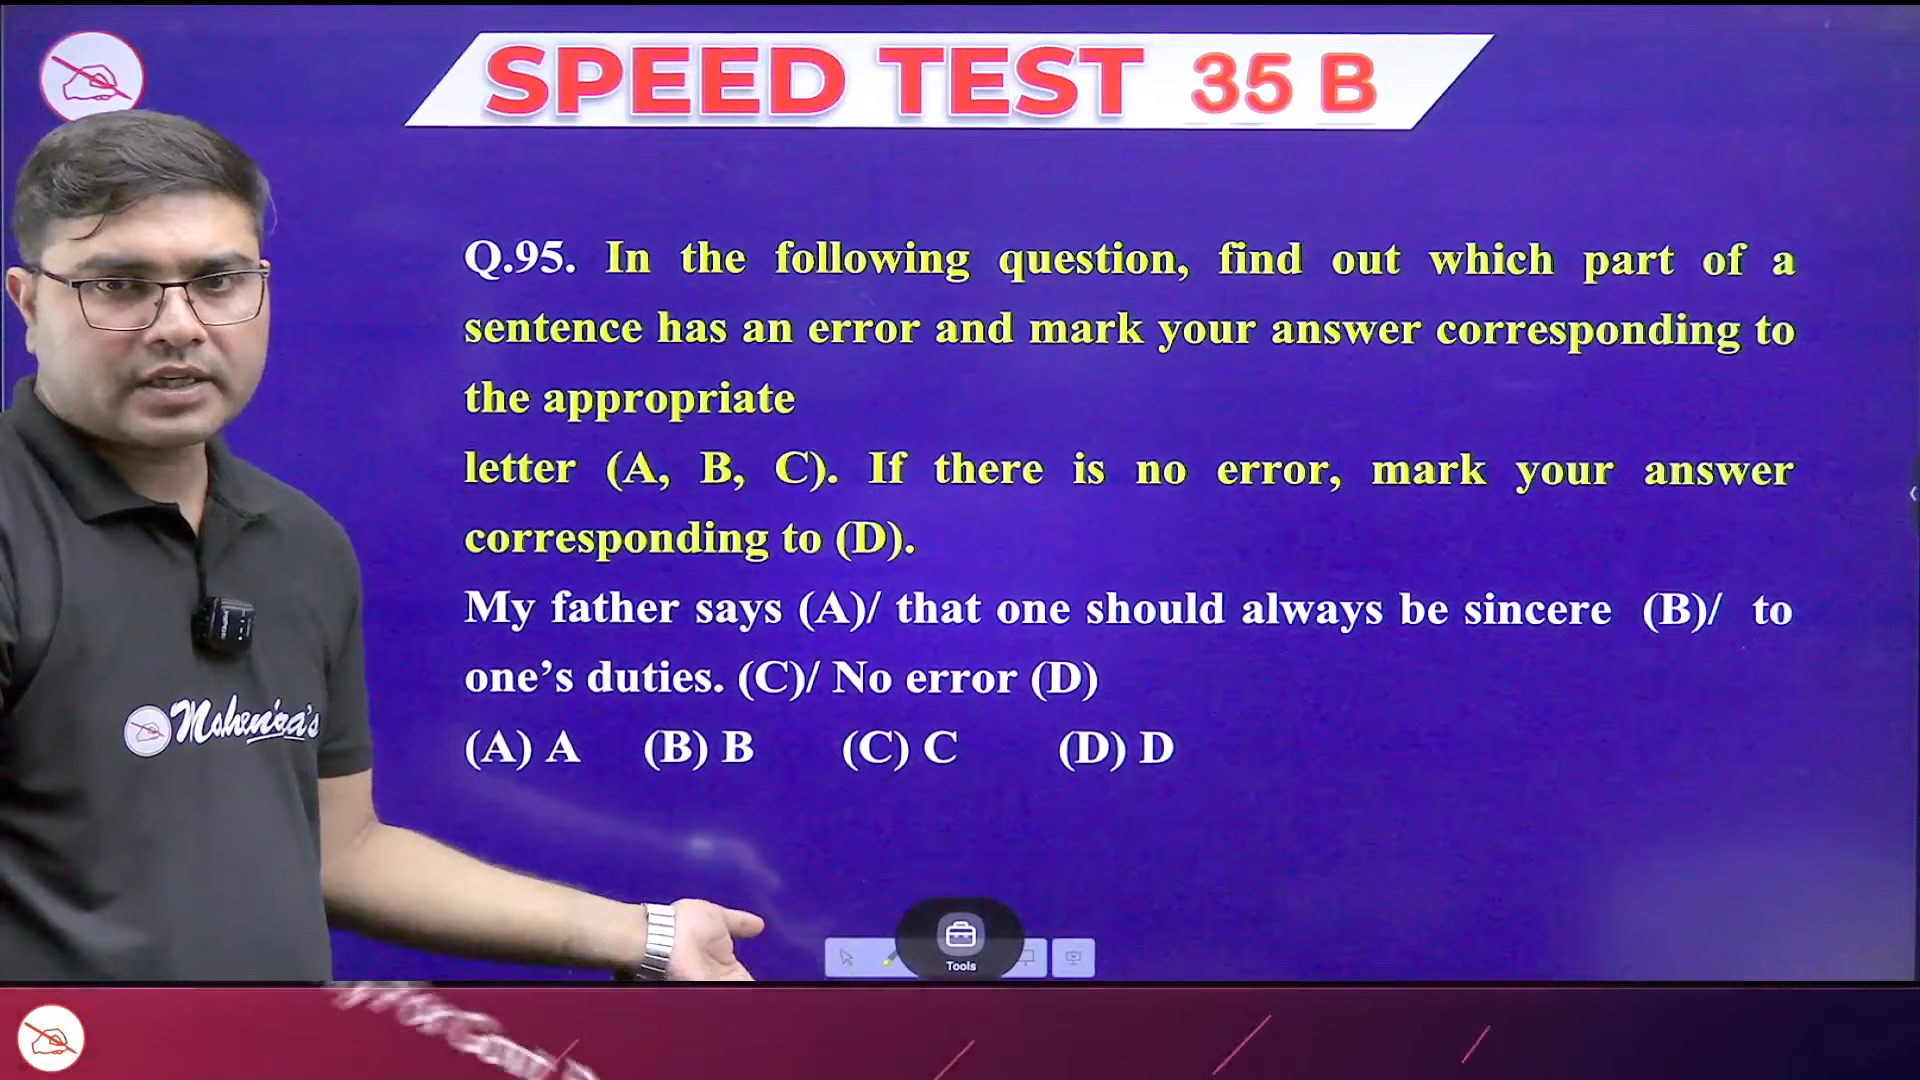 SPEED TEST 35 B
Q.95. In the following question, find out which part of a
sentence has an error and mark your answer corresponding to
the appropriate
letter (A, B, C). If there is no error, mark your answer
corresponding to (D).
My father says (A)/ that one should always be sincere (B)/ to
one's duties. (C)/ No error (D)
(A) A (B) B (C) C (D) D
Mahendra's
Tools